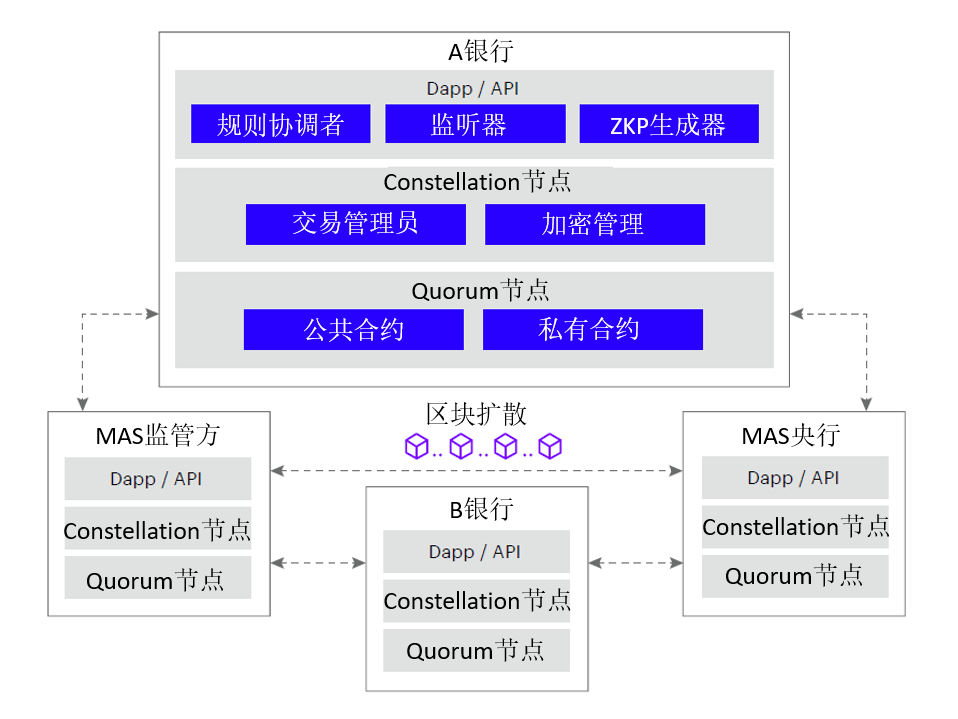 A银行
Dapp / API
规则协调者
监听器
ZKP生成器
Constellation节点
交易管理员
加密管理
Quorum节点
公共合约
私有合约
区块扩散
MAS监管方
Dapp / API
Constellation节点
Quorum节点
MAS央行
Dapp / API
Constellation节点
Quorum节点
B银行
Dapp / API
Constellation节点
Quorum节点